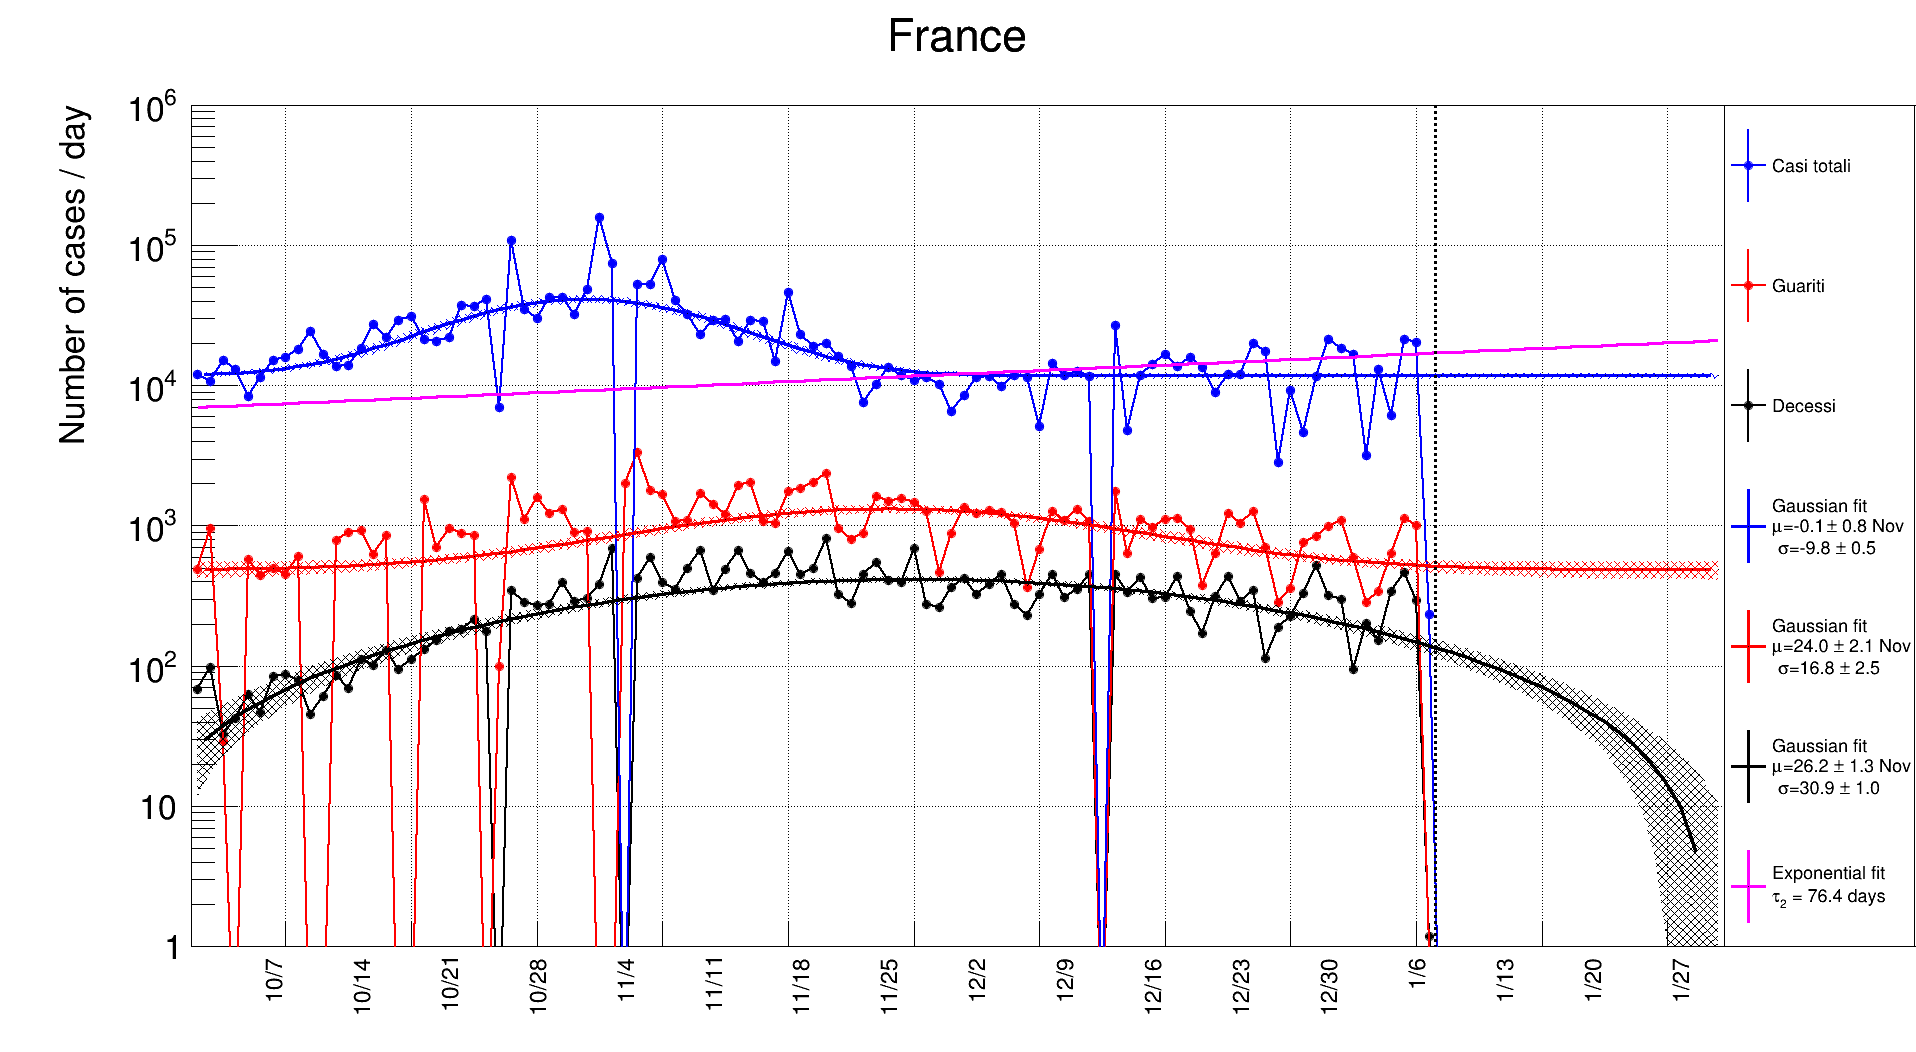 France
Number of cases / day
10^6
10^5
10^4
10^3
10^2
10
1
10/7
10/14
10/21
10/28
11/4
11/11
11/18
11/25
12/2
12/9
12/16
12/23
12/30
1/6
1/13
1/20
1/27
Casi totali
Guariti
Decessi
Gaussian fit
μ=-0.1 ± 0.8 Nov
σ=-9.8 ± 0.5
Gaussian fit
μ=24.0 ± 2.1 Nov
σ=16.8 ± 2.5
Gaussian fit
μ=26.2 ± 1.3 Nov
σ=30.9 ± 1.0
Exponential fit
τ₂ = 76.4 days